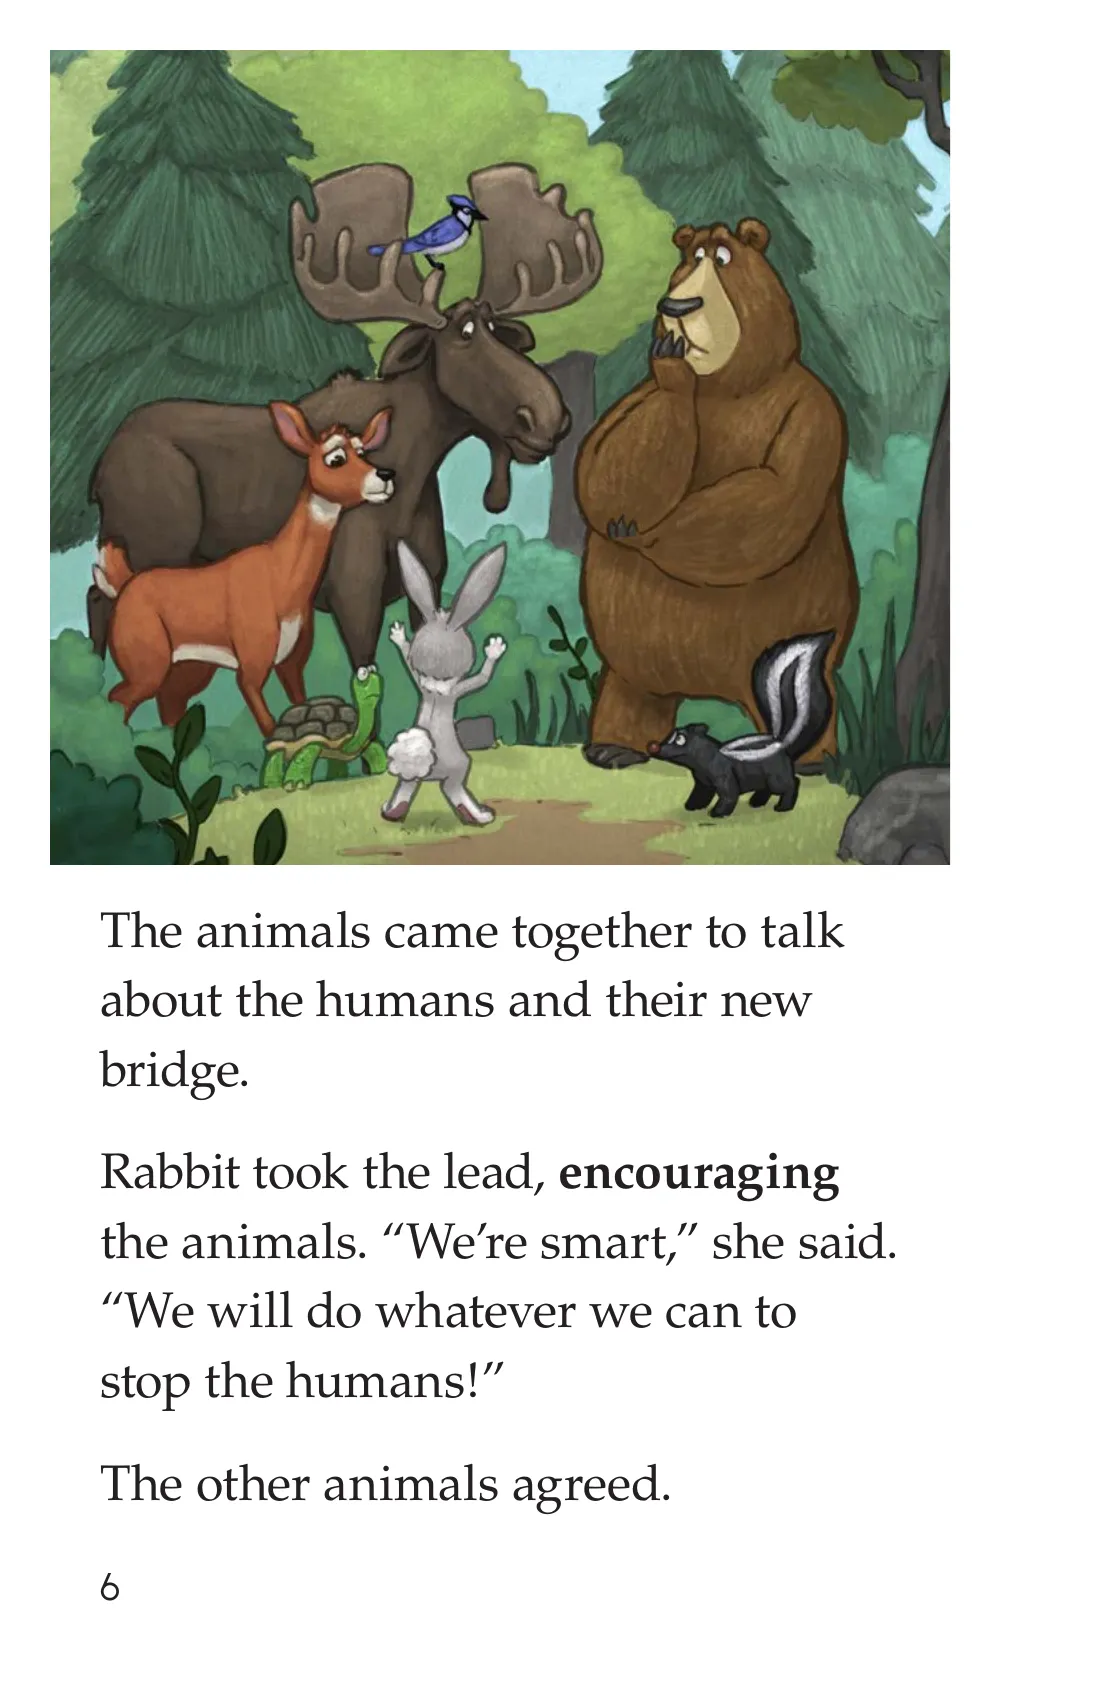 The animals came together to talk
about the humans and their new
bridge.
Rabbit took the lead, encouraging
the animals. “We’re smart,” she said.
“We will do whatever we can to
stop the humans!”
The other animals agreed.
6